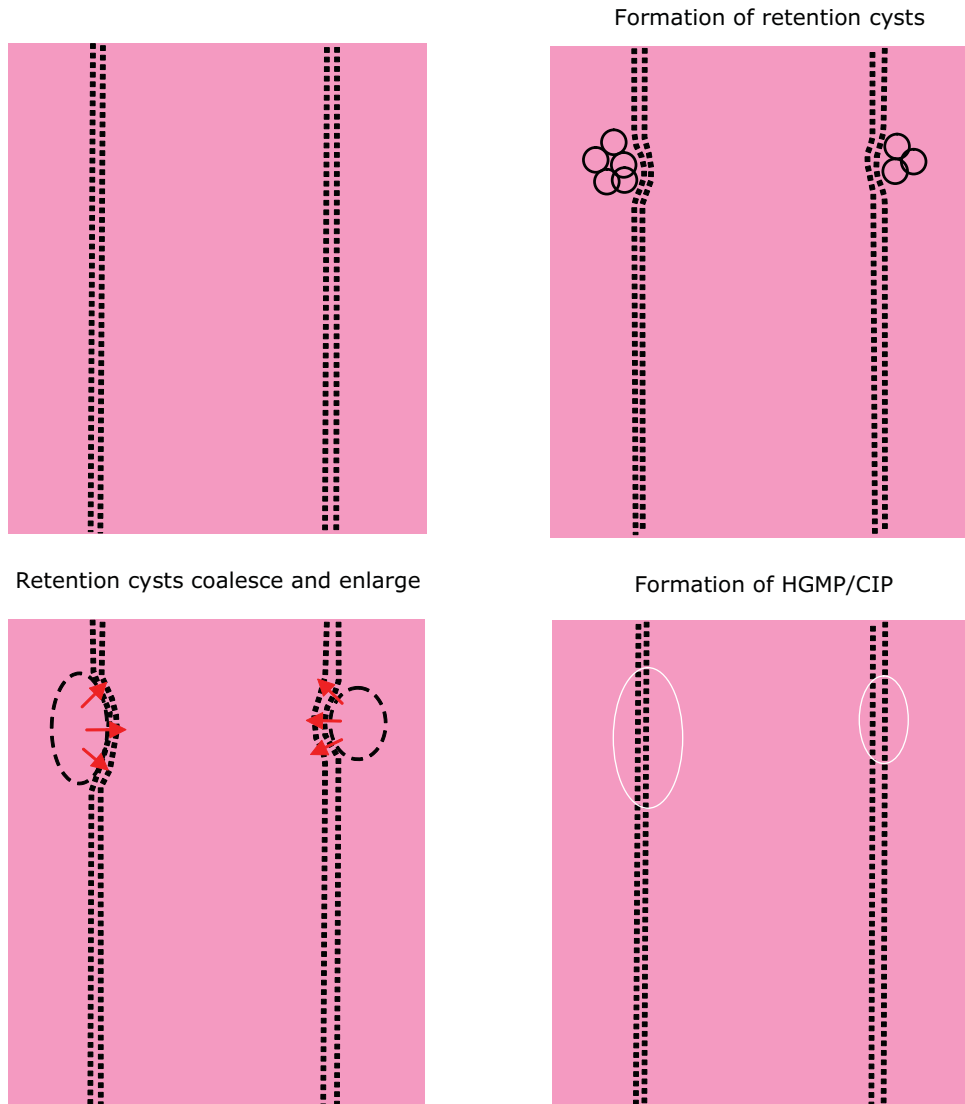 Formation of retention cysts
Retention cysts coalesce and enlarge
Formation of HGMP/CIP